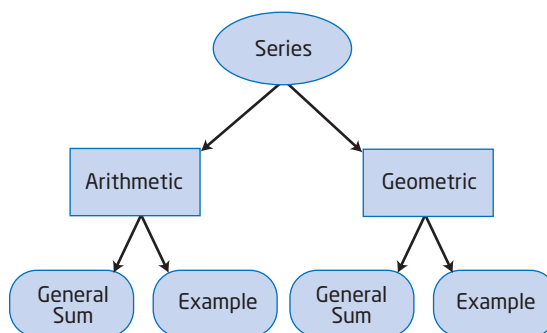 Series
Arithmetic
Geometric
General
Sum
Example
General
Sum
Example